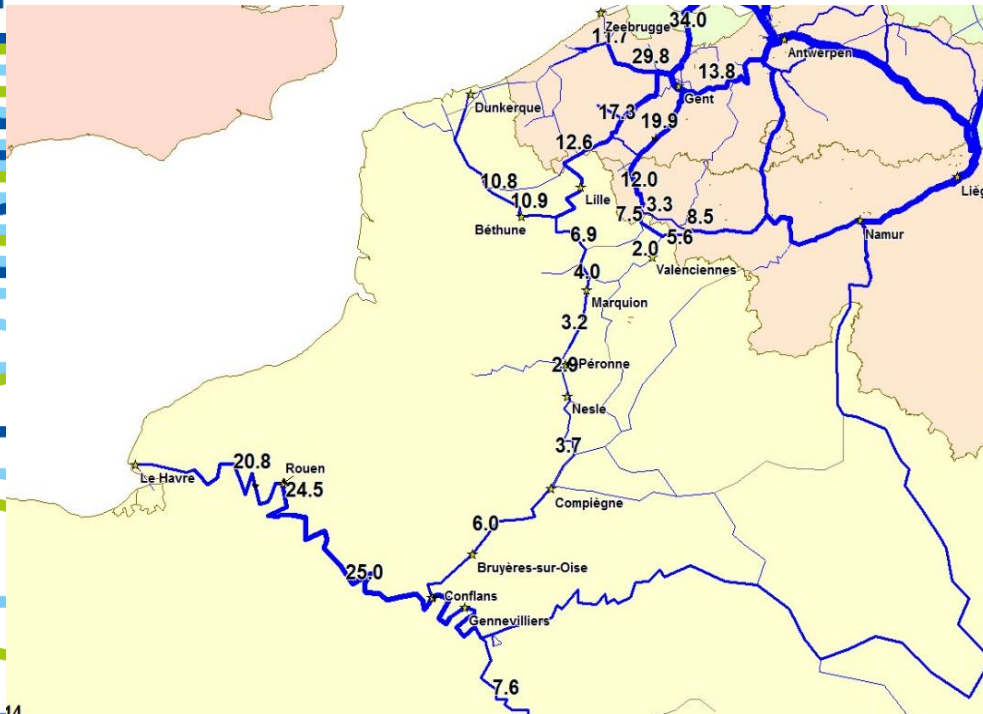 Zeebrugge
34.0
11.7
29.8
Antwerpen
13.8
Gent
Dunkerque
17.3
19.9
12.6
10.8
12.0
Lille
10.9
3.3
7.5
8.5
Béthune
Namur
6.9
5.6
2.0
Valenciennes
4.0
Marquion
3.2
2.9
Péronne
Nesle
3.7
20.8
Rouen
Le Havre
24.5
Compiègne
6.0
Bruyères-sur-Oise
25.0
Conflans
Gennevilliers
7.6
14